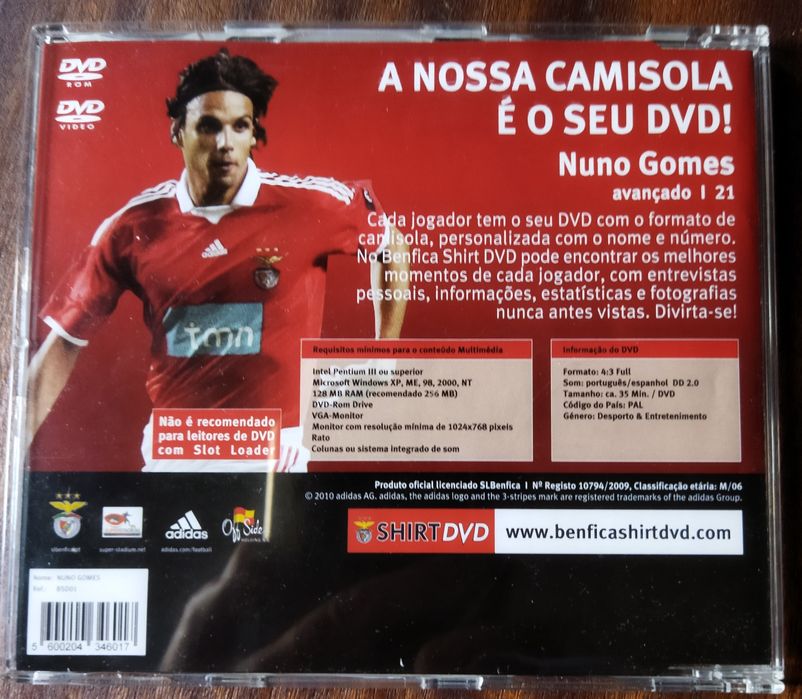 DVD
ROM
DVD
VIDEO
A NOSSA CAMISOLA
É O SEU DVD!
Nuno Gomes
avançado | 21
Cada jogador tem o seu DVD com o formato de
camisola, personalizada com o nome e número.
No Benfica Shirt DVD pode encontrar os melhores
momentos de cada jogador, com entrevistas
pessoais, informações, estatísticas e fotografias
nunca antes vistas. Divirta-se!
adidas
tmn
Requisitos mínimos para o conteúdo Multimédia
Intel Pentium III ou superior
Microsoft Windows XP, ME, 98, 2000, NT
128 MB RAM (recomendado 256 MB)
DVD-Rom Drive
VGA-Monitor
Monitor com resolução mínima de 1024x768 pixeis
Rato
Colunas ou sistema integrado de som
Informação do DVD
Formato: 4:3 Full
Som: português/espanhol DD 2.0
Tamanho: ca. 35 Min. / DVD
Código do País: PAL
Género: Desporto & Entretenimento
Não é recomendado
para leitores de DVD
com Slot Loader
Produto oficial licenciado SLBenfica | Nº Registo 10794/2009, Classificação etária: M/06
© 2010 adidas AG. adidas, the adidas logo and the 3-stripes mark are registered trademarks of the adidas Group.
slbenfica.pt
super-stadium.net
adidas
adidas.com/football
Off Side
SHIRTDVD
www.benficashirtdvd.com
Nome: NUNO GOMES
Ref.: BSD01
5 600204 346017